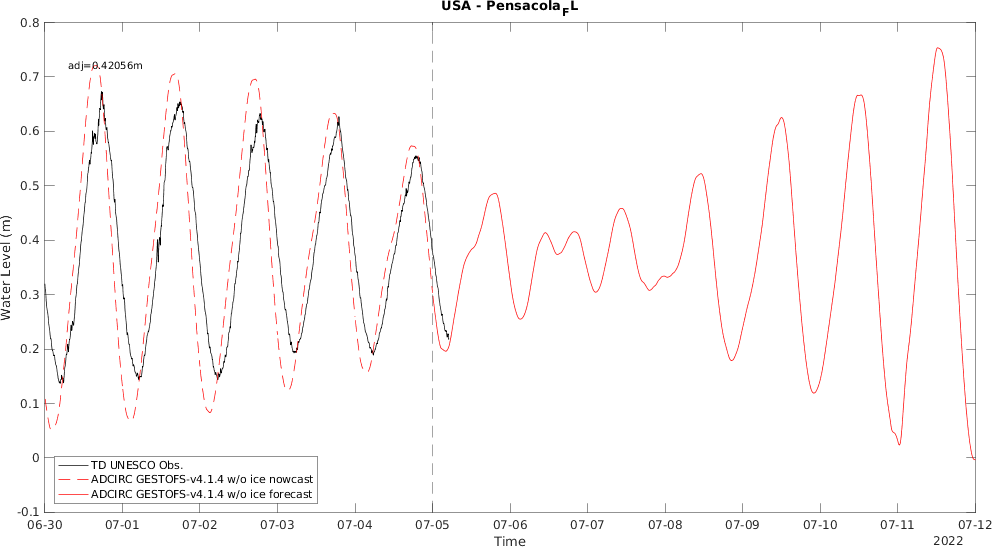 USA - Pensacola_FL
adj=0.42056m
Water Level (m)
0.8
0.7
0.6
0.5
0.4
0.3
0.2
0.1
0
-0.1
TD UNESCO Obs.
ADCIRC GESTOFS-v4.1.4 w/o ice nowcast
ADCIRC GESTOFS-v4.1.4 w/o ice forecast
06-30 07-01 07-02 07-03 07-04 07-05 07-06 07-07 07-08 07-09 07-10 07-11 07-12
Time
2022